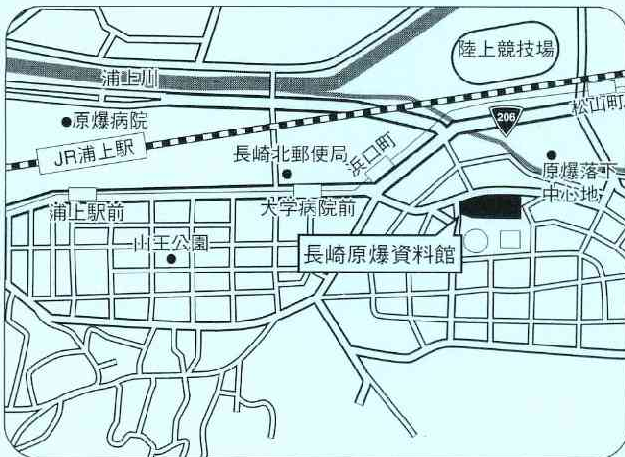 陸上競技場
浦上川
206
松山町
原爆病院
JR浦上駅
長崎北郵便局
浜口町
原爆落下
中心地
浦上駅前
大学病院前
山王公園
長崎原爆資料館